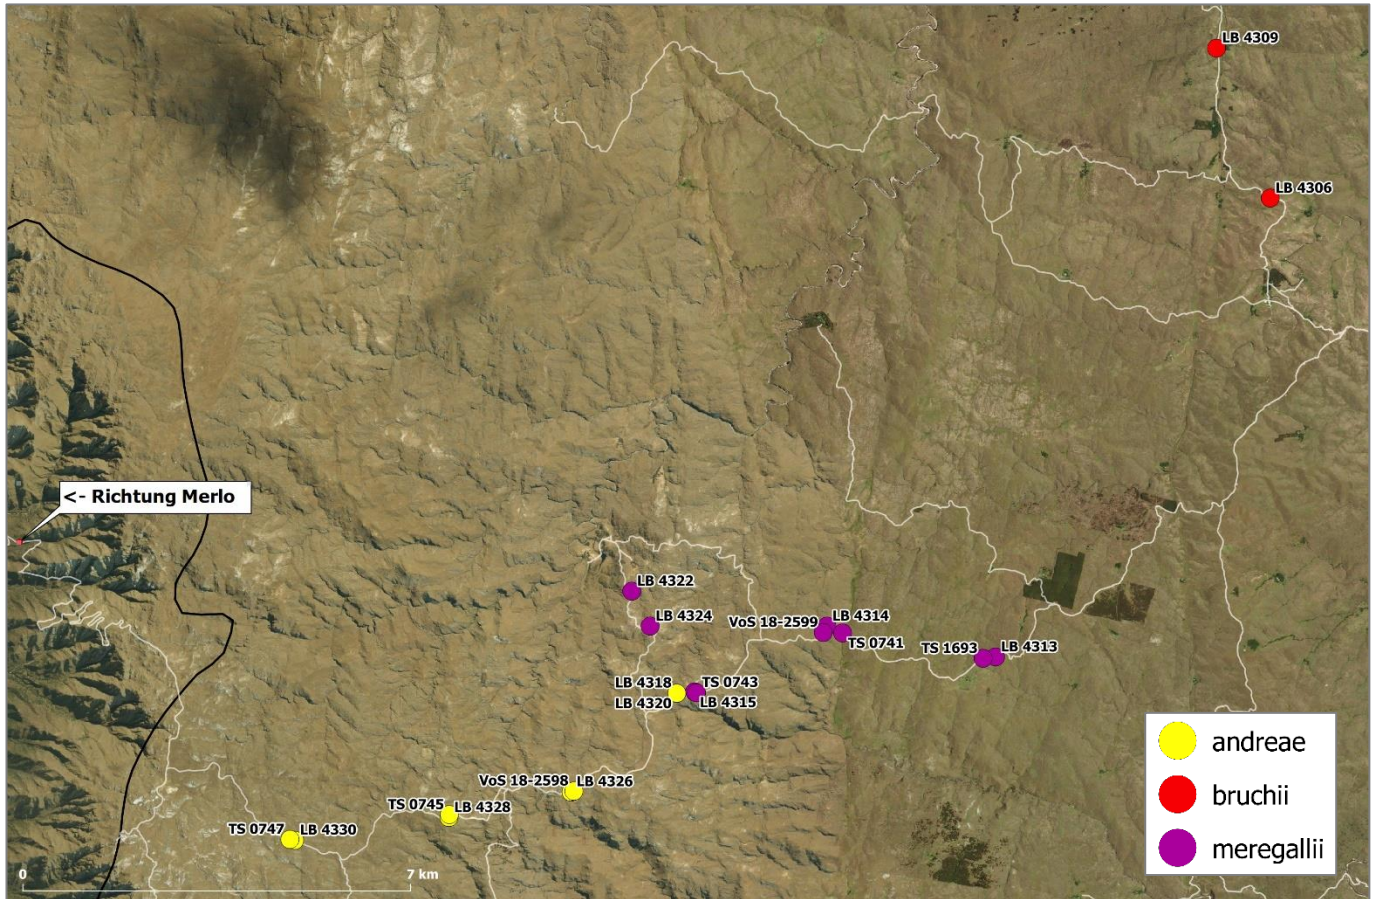 LB 4309
LB 4306
<- Richtung Merlo
LB 4322
LB 4324
VoS 18-2599
LB 4314
TS 0741
TS 1693
LB 4313
LB 4318
TS 0743
LB 4320
LB 4315
VoS 18-2598
LB 4326
TS 0745
LB 4328
TS 0747
LB 4330
andreae
bruchii
meregallii
0
7 km